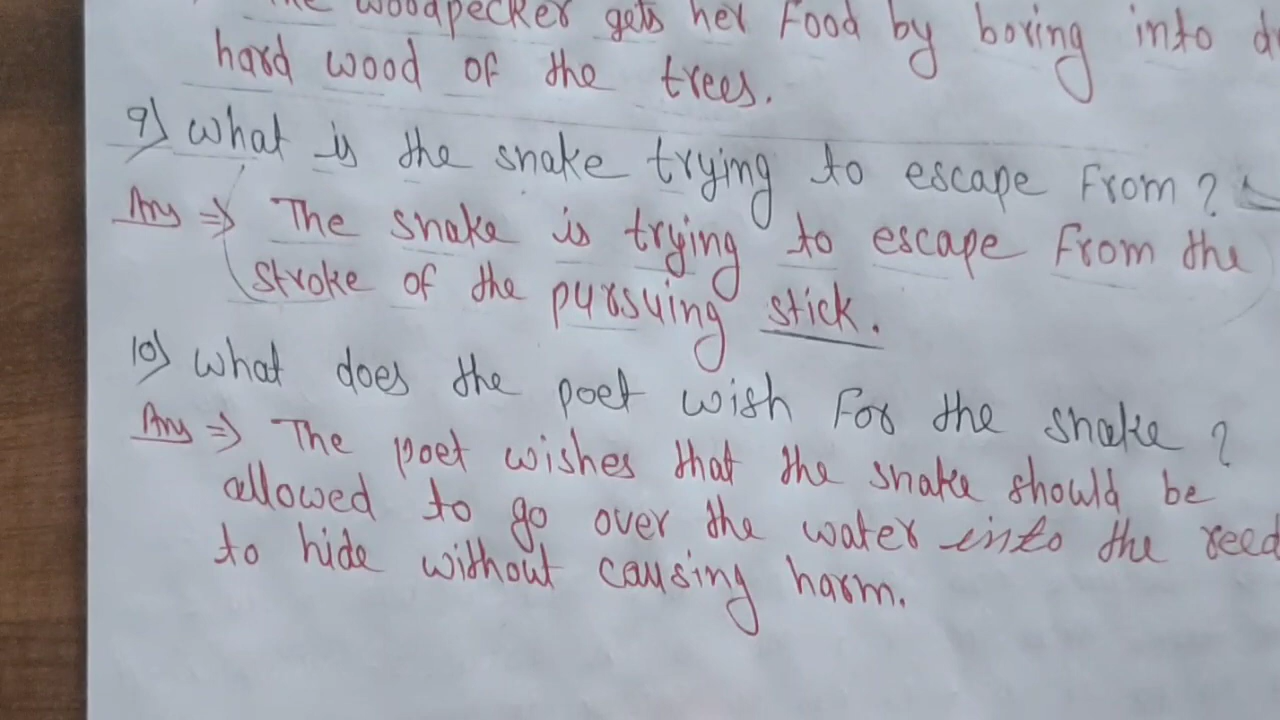 the woodpecker gets her Food by boring into
hard wood of the trees.
9) What is the snake trying to escape From?
Ans ⇒ The snake is trying to escape From the
stroke of the pursuing stick.
10) What does the poet wish For the snake?
Ans ⇒ The poet wishes that the snake should be
allowed to go over the water into the reed
to hide without causing harm.